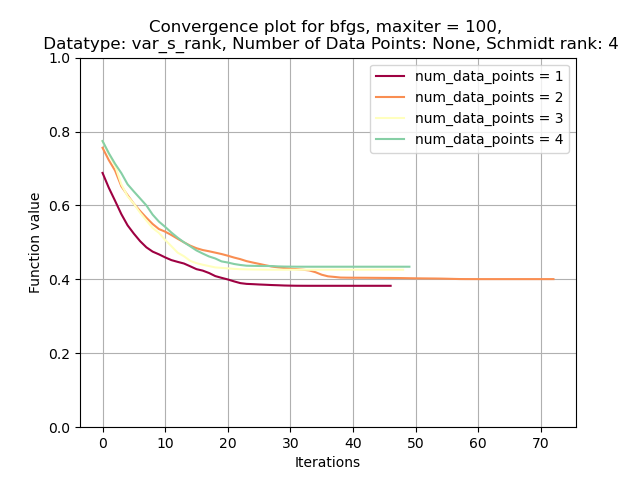 Convergence plot for bfgs, maxiter = 100,
Datatype: var_s_rank, Number of Data Points: None, Schmidt rank: 4
num_data_points = 1
num_data_points = 2
num_data_points = 3
num_data_points = 4
Function value
1.0
0.8
0.6
0.4
0.2
0.0
0 10 20 30 40 50 60 70
Iterations